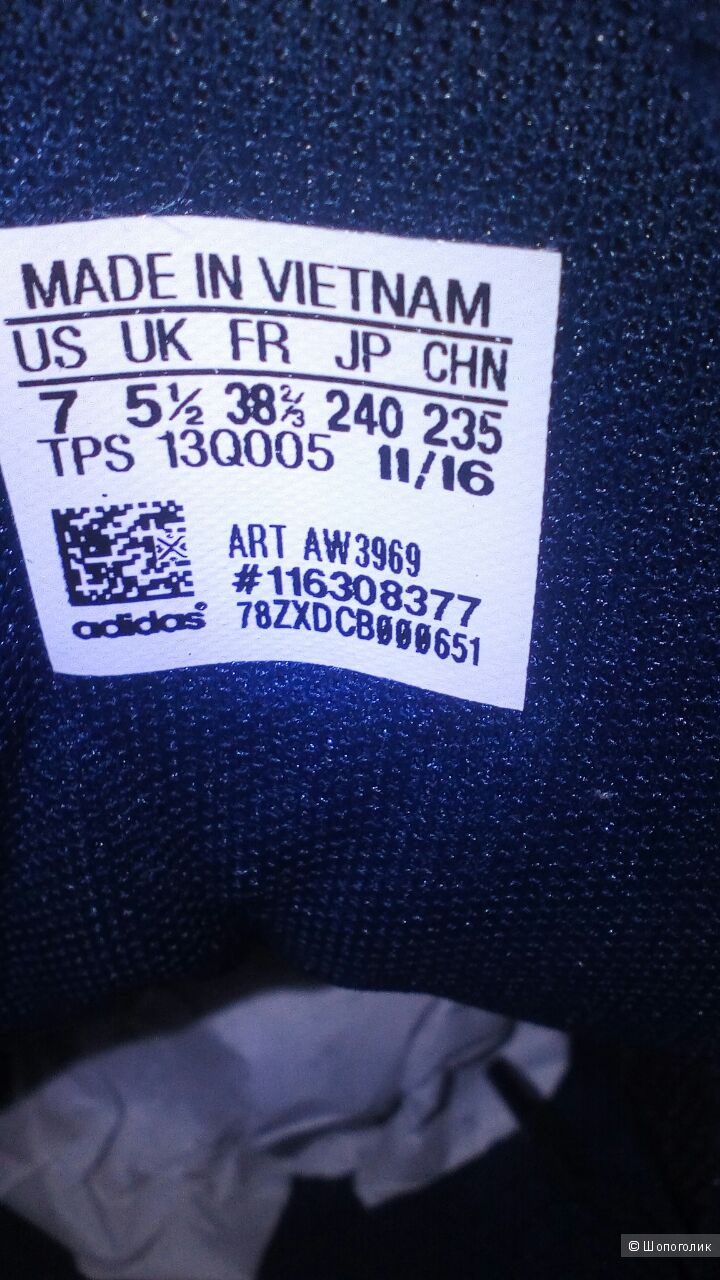 MADE IN VIETNAM
US UK FR JP CHN
7 5½ 38⅔ 240 235
TPS 13Q005 11/16
ART AW3969
#116308377
78ZXDCB000651
adidas®
© Шопоголик